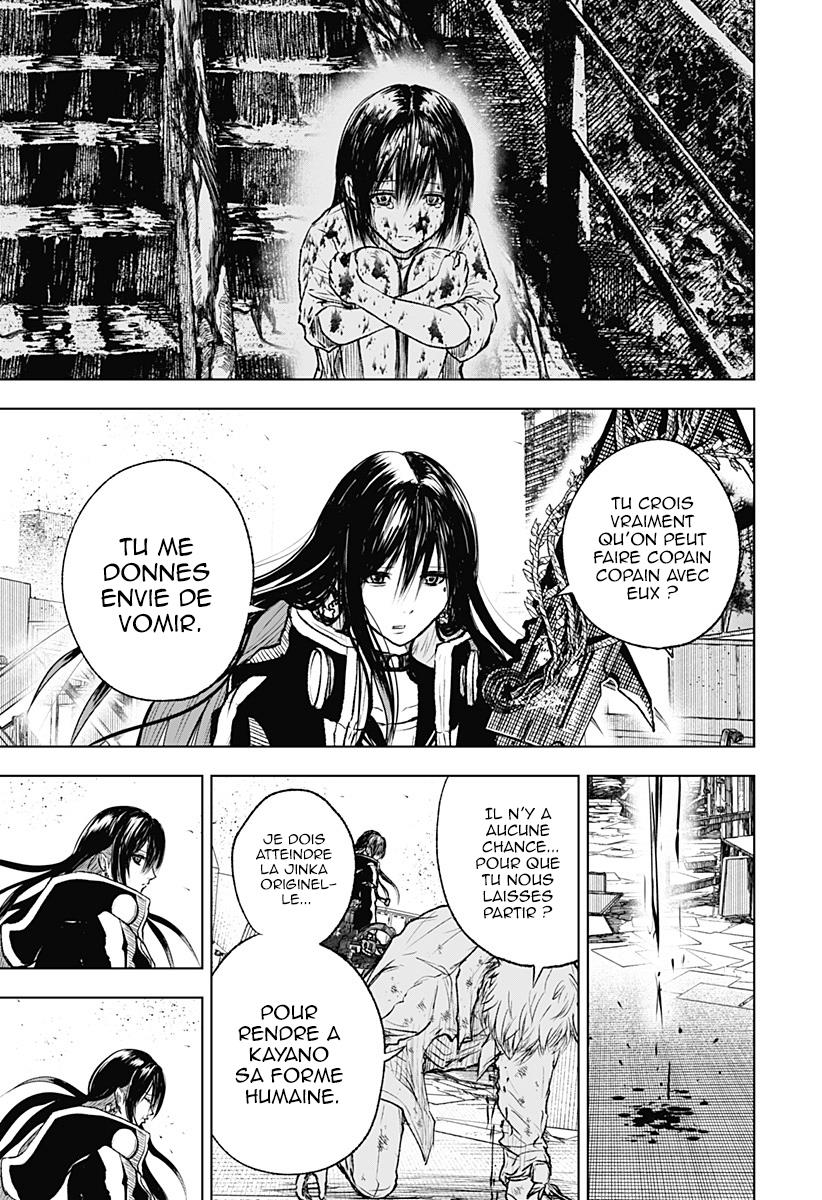 TU CROIS
VRAIMENT
QU'ON PEUT
FAIRE COPAIN
COPAIN AVEC
EUX ?
TU ME
DONNES
ENVIE DE
VOMIR.
IL N'Y A
AUCUNE
CHANCE...
POUR QUE
TU NOUS
LAISSES
PARTIR ?
JE DOIS
ATTEINDRE
LA JINKA
ORIGINEL-
LE...
POUR
RENDRE A
KAYANO
SA FORME
HUMAINE.